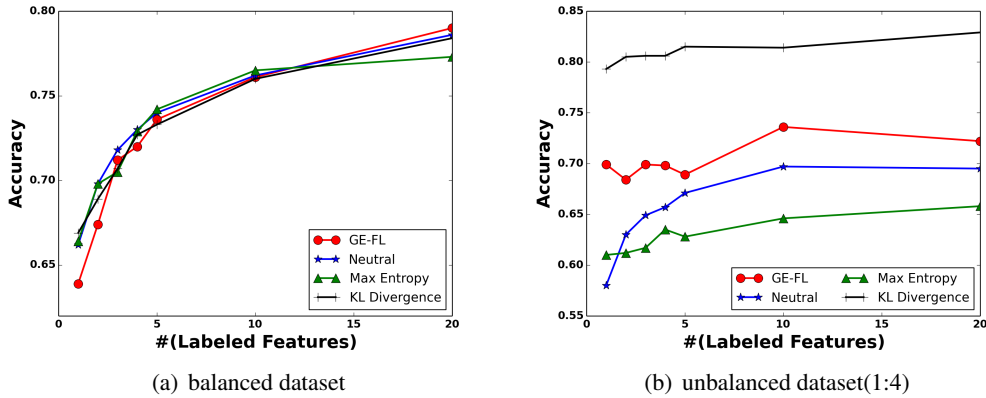 0.80
0.75
0.70
0.65
Accuracy
0 5 10 15 20
#(Labeled Features)
GE-FL
Neutral
Max Entropy
KL Divergence
(a) balanced dataset
0.85
0.80
0.75
0.70
0.65
0.60
0.55
Accuracy
0 5 10 15 20
#(Labeled Features)
GE-FL Max Entropy
Neutral KL Divergence
(b) unbalanced dataset(1:4)